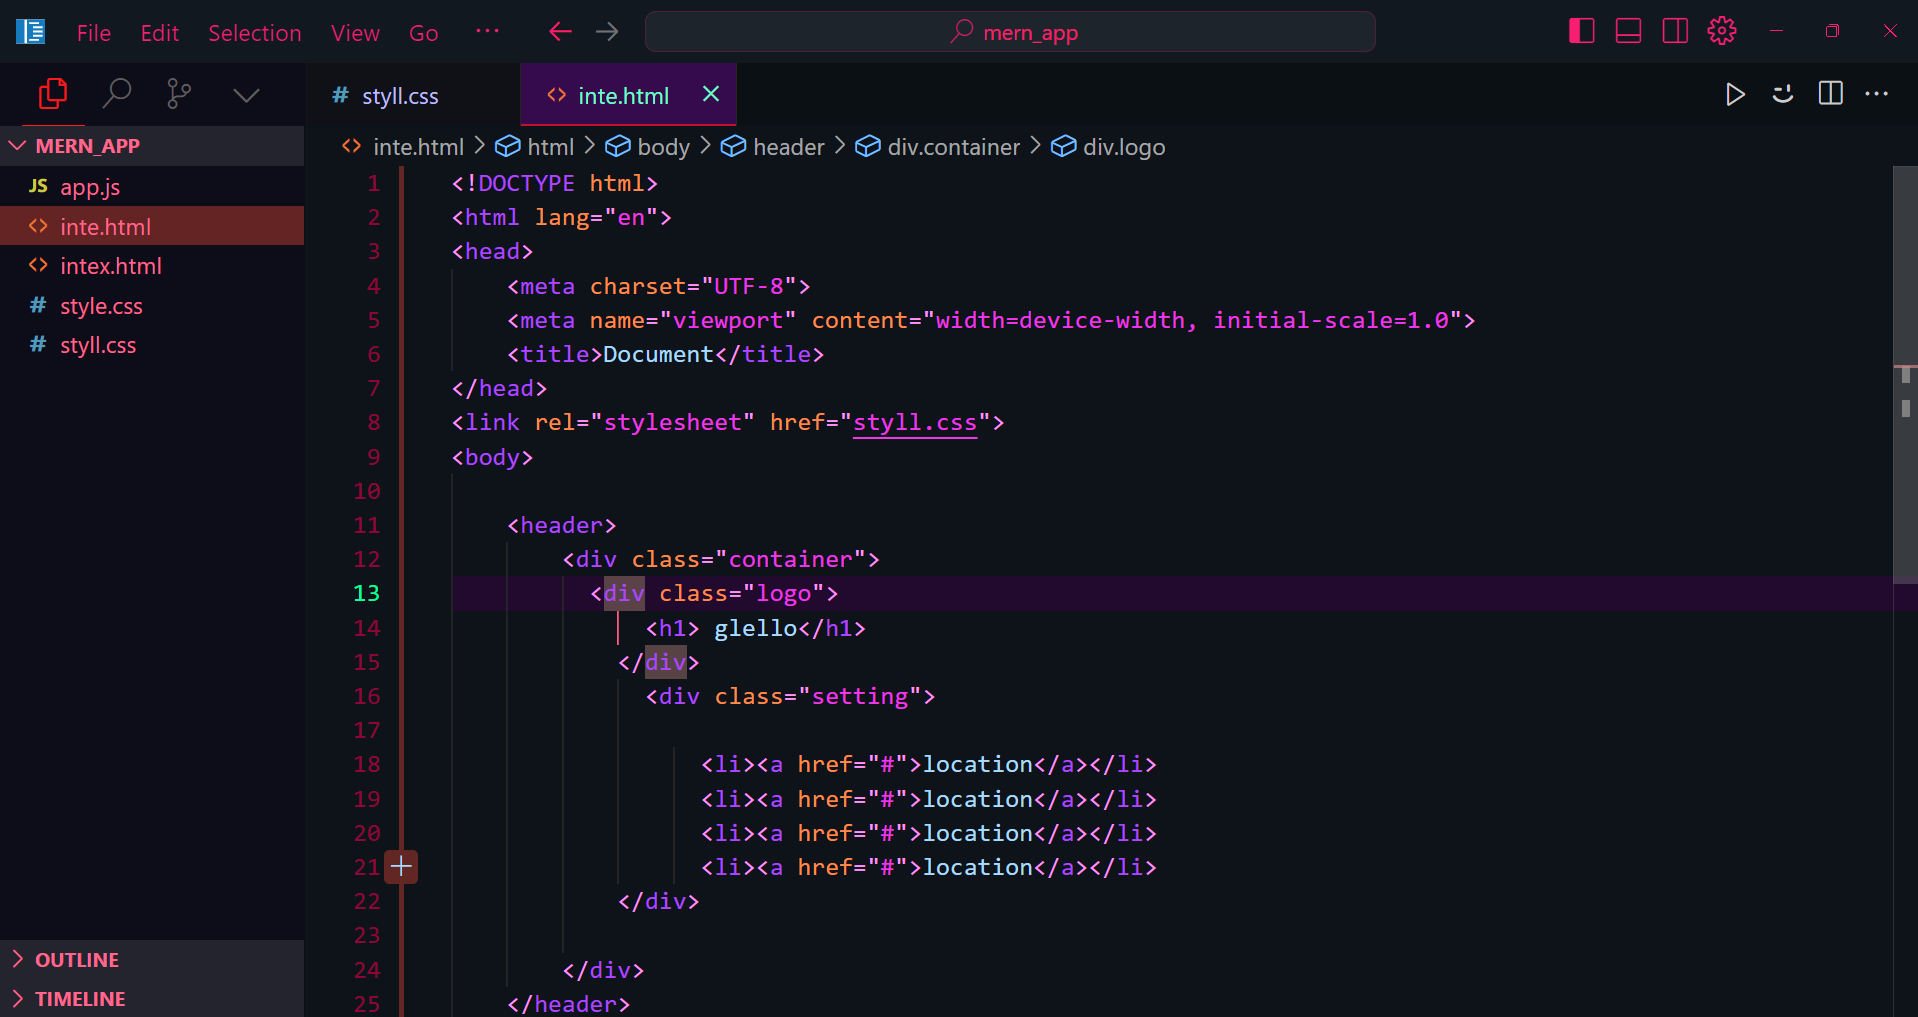 File Edit Selection View Go ··· mern_app
# styll.css <> inte.html
MERN_APP
JS app.js
<> inte.html
<> intex.html
# style.css
# styll.css
OUTLINE
TIMELINE
<> inte.html > html > body > header > div.container > div.logo
1 <!DOCTYPE html>
2 <html lang="en">
3 <head>
4 <meta charset="UTF-8">
5 <meta name="viewport" content="width=device-width, initial-scale=1.0">
6 <title>Document</title>
7 </head>
8 <link rel="stylesheet" href="styll.css">
9 <body>
10
11 <header>
12 <div class="container">
13 <div class="logo">
14 <h1> glello</h1>
15 </div>
16 <div class="setting">
17
18 <li><a href="#">location</a></li>
19 <li><a href="#">location</a></li>
20 <li><a href="#">location</a></li>
21 <li><a href="#">location</a></li>
22 </div>
23
24 </div>
25 </header>